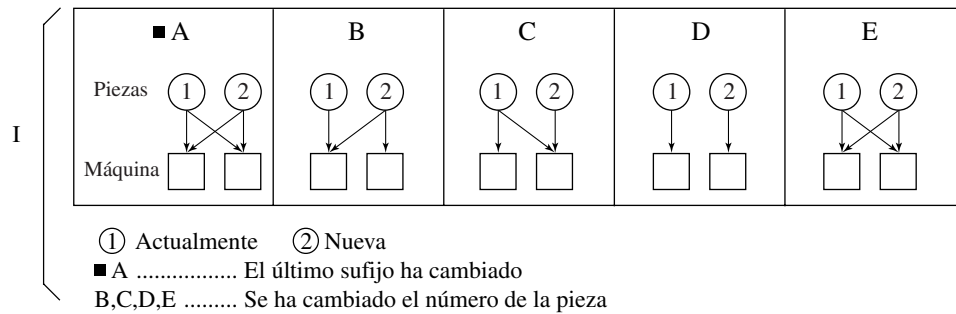 ■ A B C D E
Piezas 1 2 1 2 1 2 1 2 1 2
I
Máquina
1 Actualmente 2 Nueva
■ A ................. El último sufijo ha cambiado
B,C,D,E ......... Se ha cambiado el número de la pieza